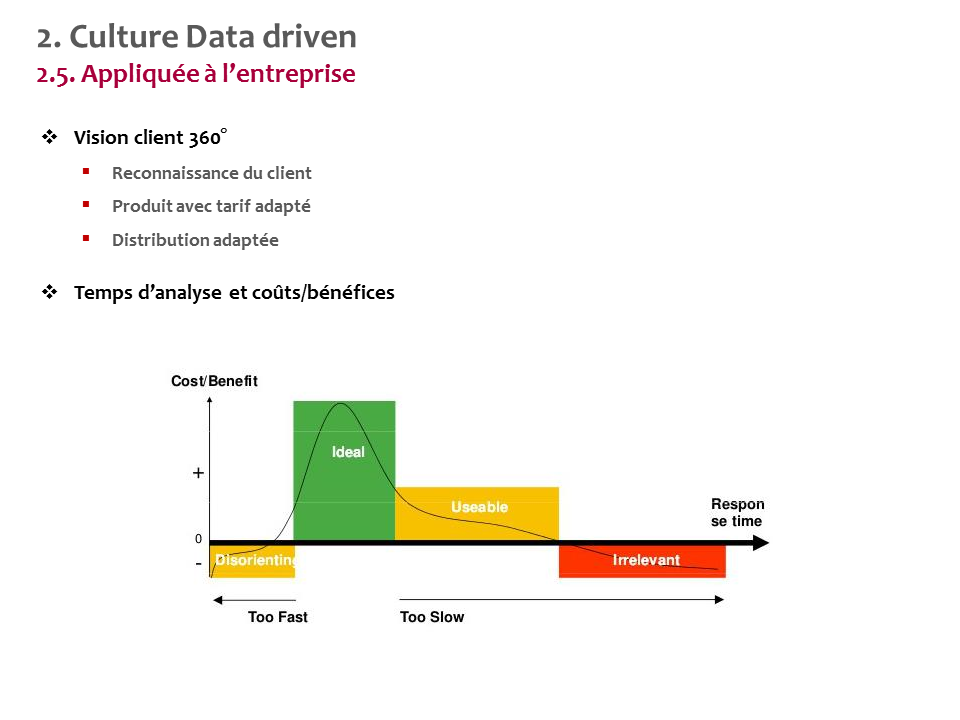 2. Culture Data driven
2.5. Appliquée à l’entreprise
❖ Vision client 360°
▪ Reconnaissance du client
▪ Produit avec tarif adapté
▪ Distribution adaptée
❖ Temps d’analyse et coûts/bénéfices
Cost/Benefit
Ideal
+
Useable
Respon
se time
0
-
Disorienting
Irrelevant
Too Fast
Too Slow